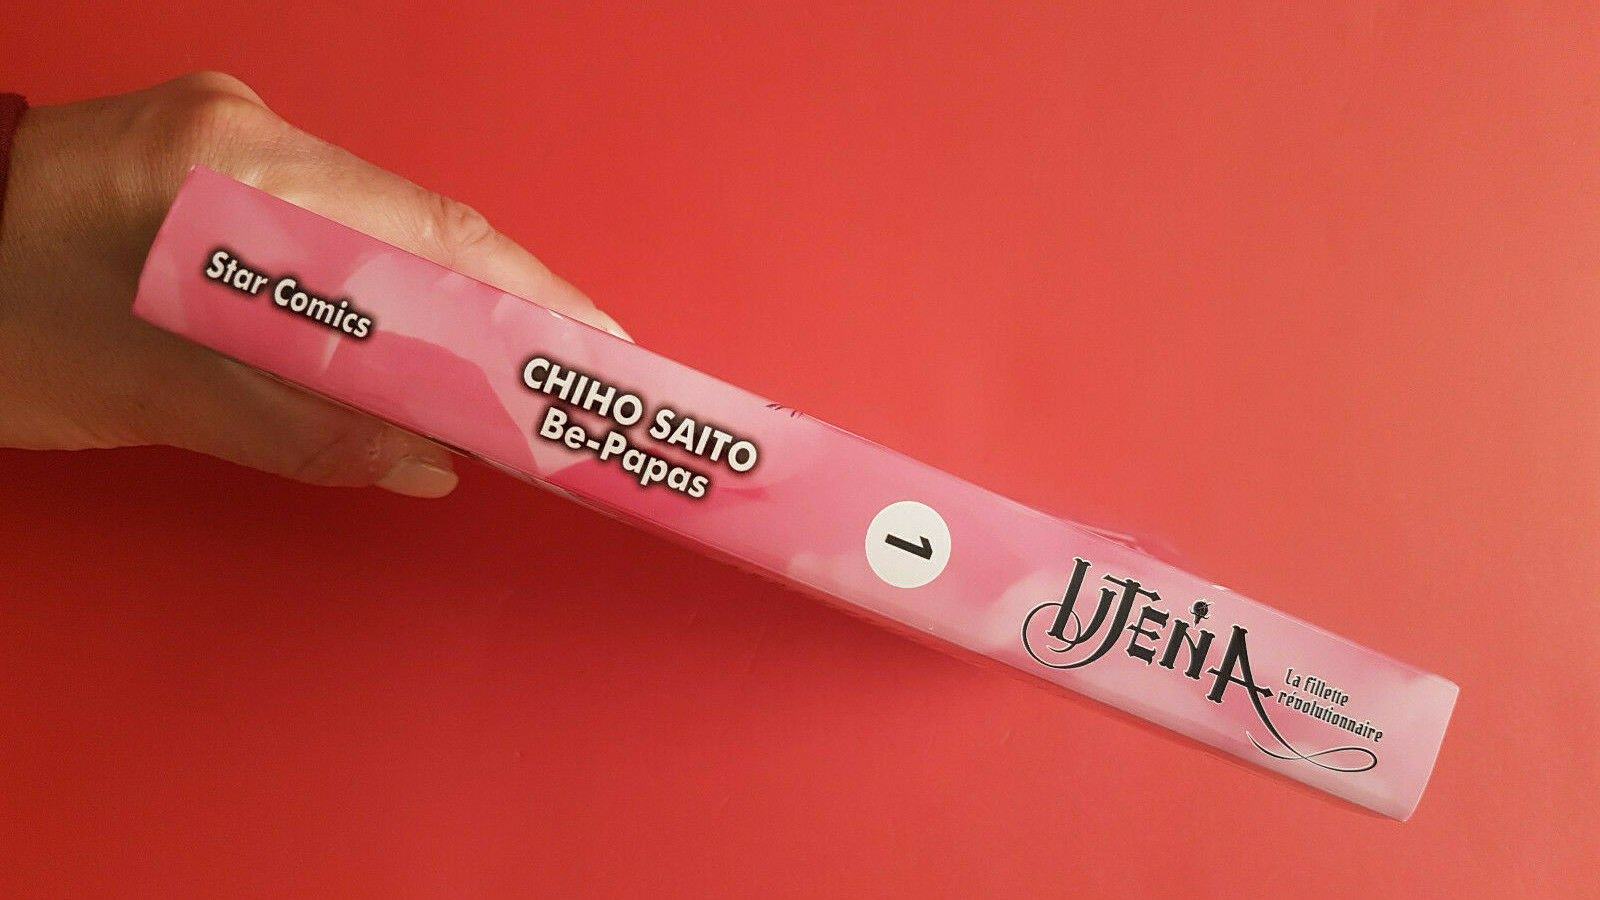 Star Comics
CHIHO SAITO
Be-Papas
1
UTENA
La fillette
révolutionnaire